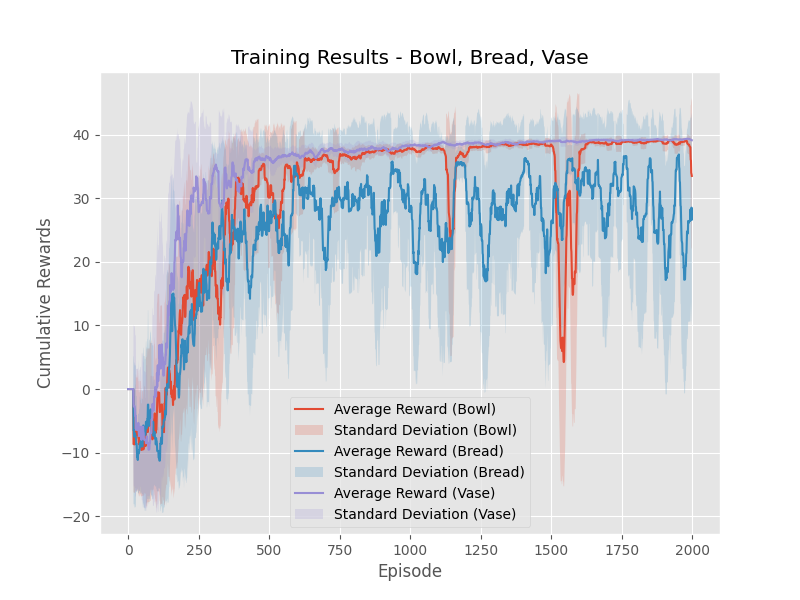 Training Results - Bowl, Bread, Vase
Cumulative Rewards
40
30
20
10
0
−10
−20
Average Reward (Bowl)
Standard Deviation (Bowl)
Average Reward (Bread)
Standard Deviation (Bread)
Average Reward (Vase)
Standard Deviation (Vase)
0 250 500 750 1000 1250 1500 1750 2000
Episode